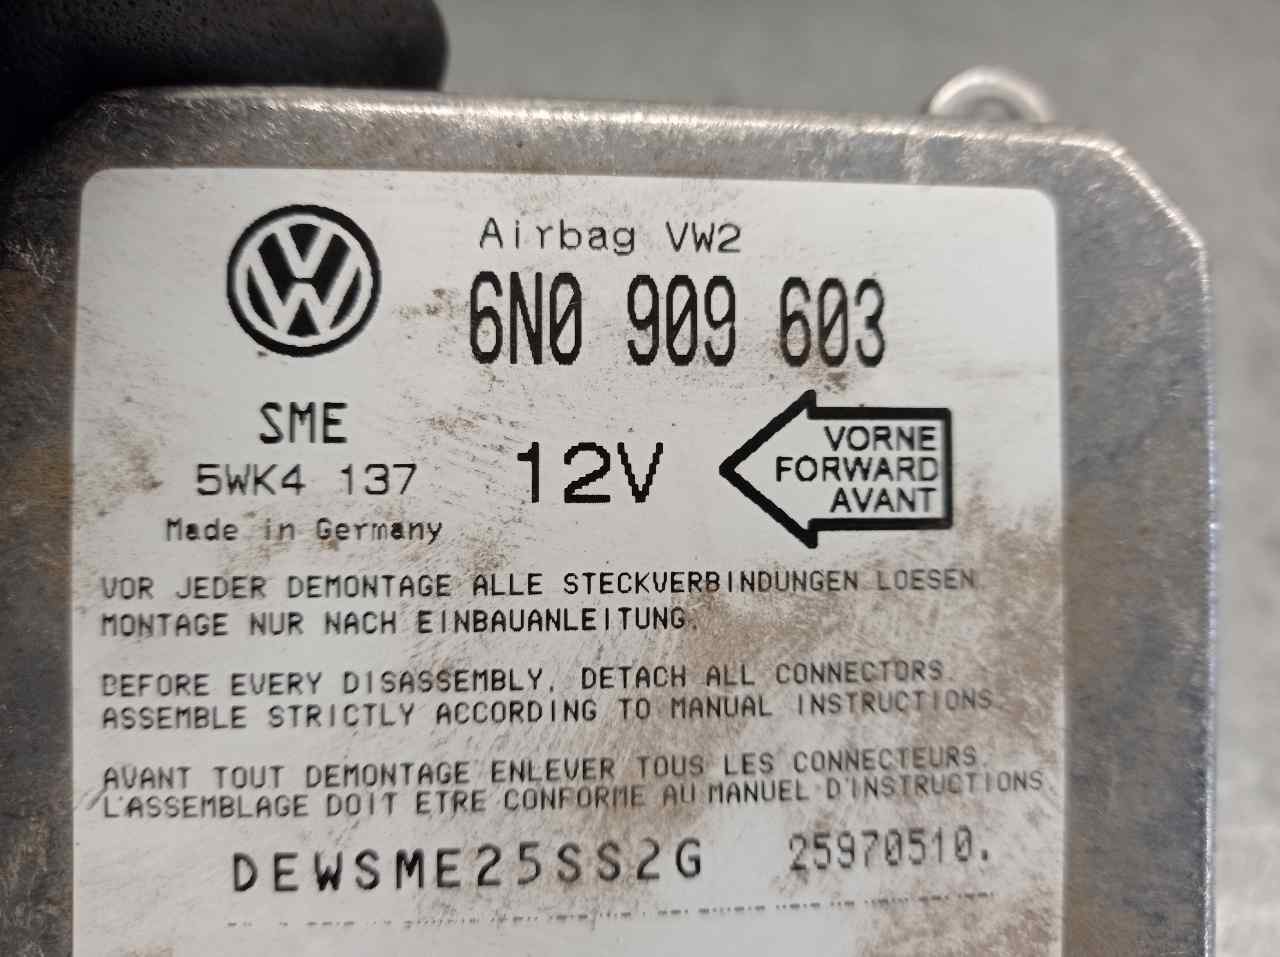 Airbag VW2
6N0 909 603
SME
5WK4 137
12V
VORNE
FORWARD
AVANT
Made in Germany
VOR JEDER DEMONTAGE ALLE STECKVERBINDUNGEN LOESEN
MONTAGE NUR NACH EINBAUANLEITUNG.
BEFORE EVERY DISASSEMBLY, DETACH ALL CONNECTORS.
ASSEMBLE STRICTLY ACCORDING TO MANUAL INSTRUCTIONS.
AVANT TOUT DEMONTAGE ENLEVER TOUS LES CONNECTEURS.
L'ASSEMBLAGE DOIT ETRE CONFORME AU MANUEL D'INSTRUCTIONS.
DEWSME25SS2G 25970510.